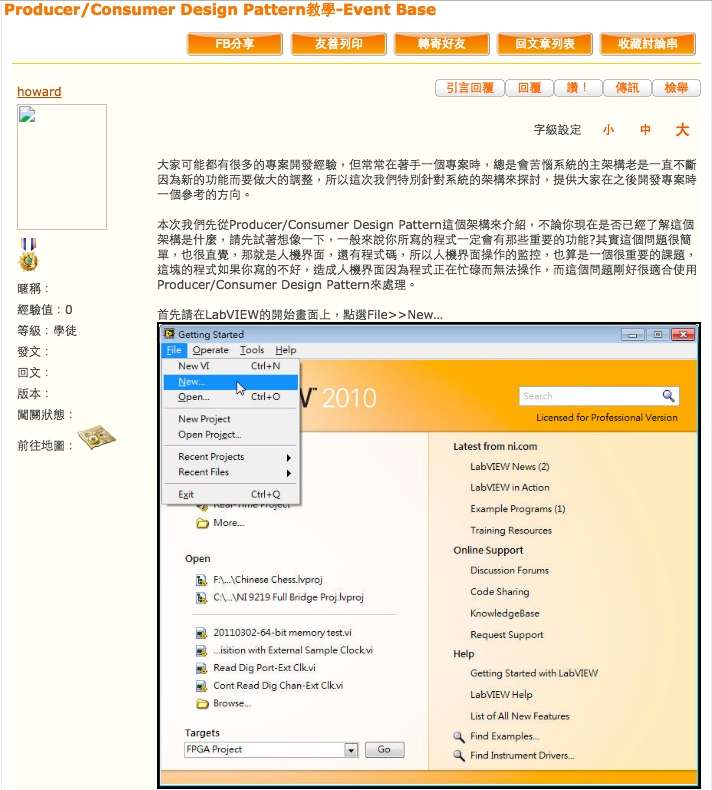 Producer/Consumer Design Pattern教學-Event Base
FB分享 友善列印 轉寄好友 回文章列表 收藏討論串
howard
引言回覆 回覆 讚！ 傳訊 檢舉
字級設定 小 中 大
暱稱：
經驗值：0
等級：學徒
發文：
回文：
版本：
闖關狀態：
前往地圖：
大家可能都有很多的專案開發經驗，但常常在著手一個專案時，總是會苦惱系統的主架構老是一直不斷
因為新的功能而要做大的調整，所以這次我們特別針對系統的架構來探討，提供大家在之後開發專案時
一個參考的方向。
本次我們先從Producer/Consumer Design Pattern這個架構來介紹，不論你現在是否已經了解這個
架構是什麼，請先試著想像一下，一般來說你所寫的程式一定會有那些重要的功能?其實這個問題很簡
單，也很直覺，那就是人機界面，還有程式碼，所以人機界面操作的監控，也算是一個很重要的課題，
這塊的程式如果你寫的不好，造成人機界面因為程式正在忙碌而無法操作，而這個問題剛好很適合使用
Producer/Consumer Design Pattern來處理。
首先請在LabVIEW的開始畫面上，點選File>>New...
Getting Started
File Operate Tools Help
New VI Ctrl+N
New...
Open... Ctrl+O
New Project
Open Project...
Recent Projects
Recent Files
Exit Ctrl+Q
2010
Search
Licensed for Professional Version
Real-Time Project
More...
Open
F:\...\Chinese Chess.lvproj
C:\...\NI 9219 Full Bridge Proj.lvproj
20110302-64-bit memory test.vi
...isition with External Sample Clock.vi
Read Dig Port-Ext Clk.vi
Cont Read Dig Chan-Ext Clk.vi
Browse...
Targets
FPGA Project Go
Latest from ni.com
LabVIEW News (2)
LabVIEW in Action
Example Programs (1)
Training Resources
Online Support
Discussion Forums
Code Sharing
KnowledgeBase
Request Support
Help
Getting Started with LabVIEW
LabVIEW Help
List of All New Features
Find Examples...
Find Instrument Drivers...